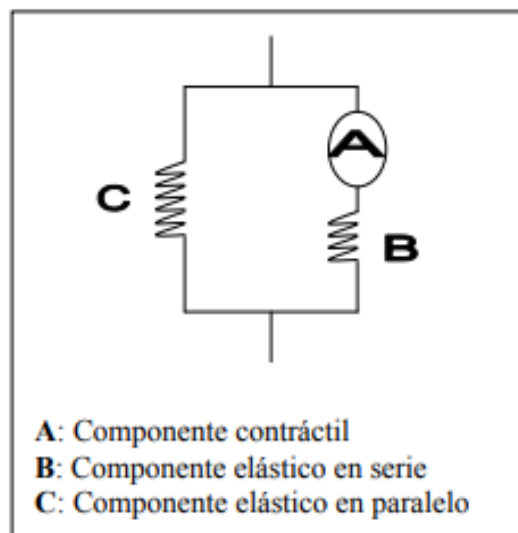 A
C
B
A: Componente contráctil
B: Componente elástico en serie
C: Componente elástico en paralelo